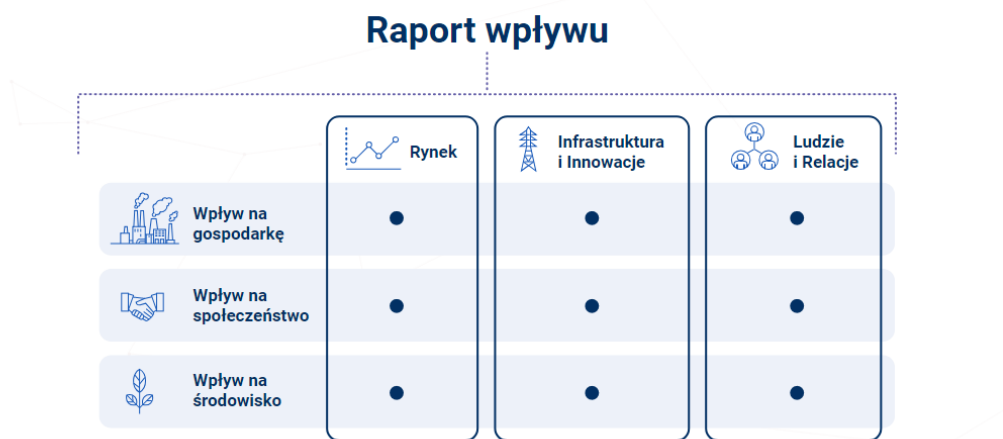 Raport wpływu
Rynek
Infrastruktura
i Innowacje
Ludzie
i Relacje
Wpływ na
gospodarkę
Wpływ na
społeczeństwo
Wpływ na
środowisko